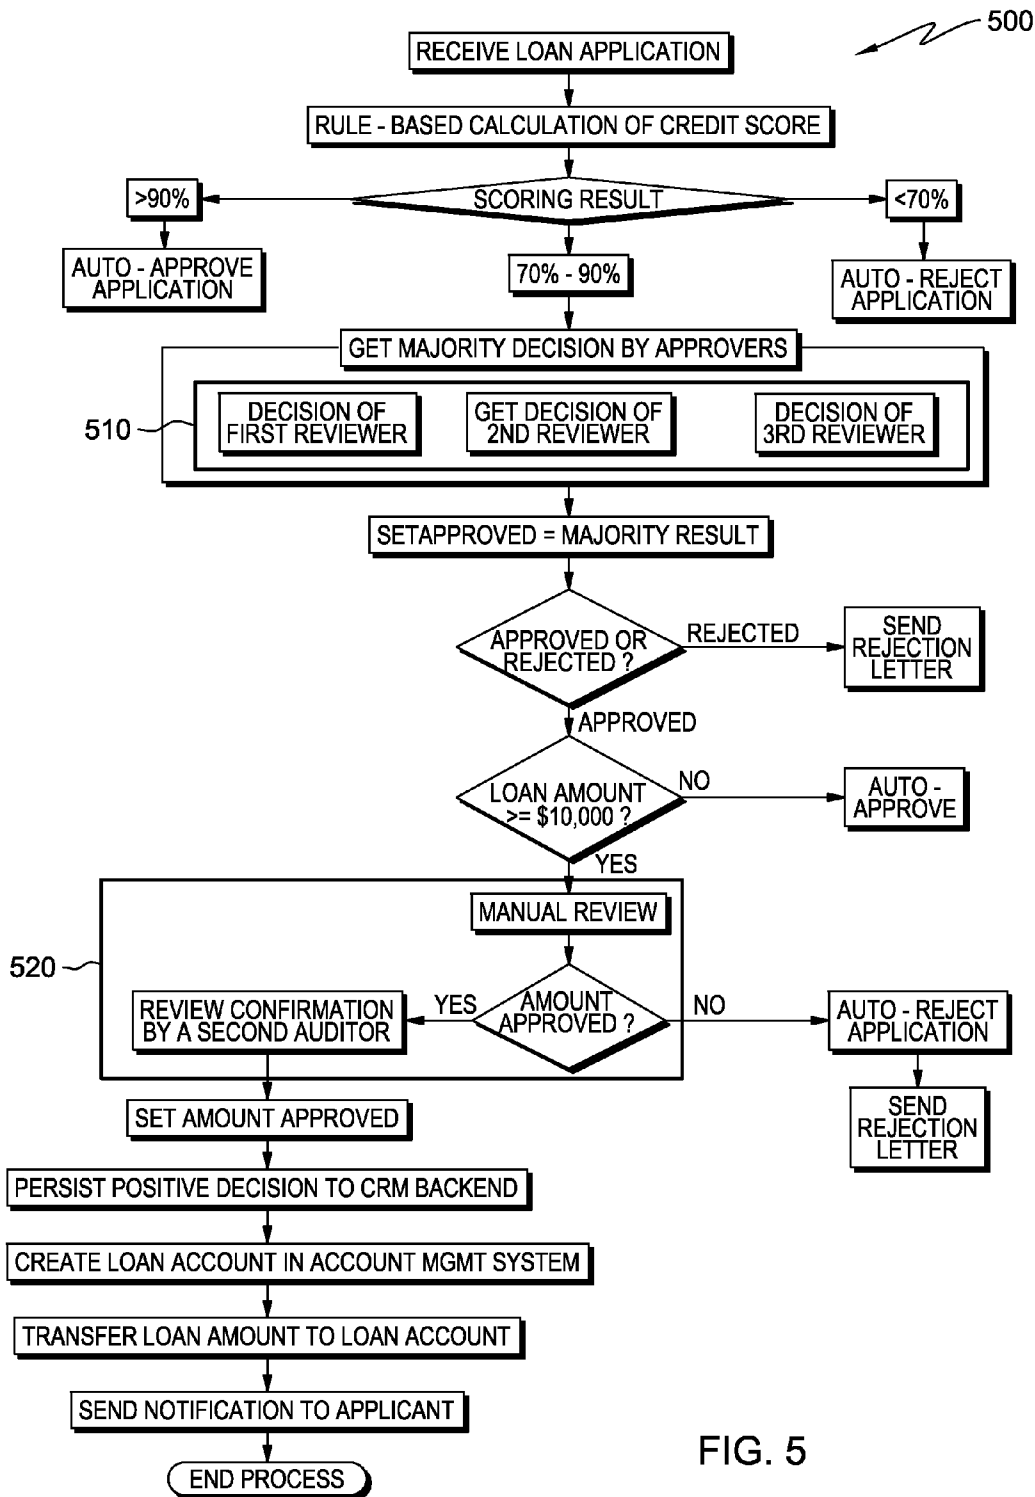 500
RECEIVE LOAN APPLICATION
RULE - BASED CALCULATION OF CREDIT SCORE
>90%
SCORING RESULT
<70%
AUTO - APPROVE
APPLICATION
70% - 90%
AUTO - REJECT
APPLICATION
GET MAJORITY DECISION BY APPROVERS
510
DECISION OF
FIRST REVIEWER
GET DECISION OF
2ND REVIEWER
DECISION OF
3RD REVIEWER
SETAPPROVED = MAJORITY RESULT
APPROVED OR
REJECTED ?
REJECTED
SEND
REJECTION
LETTER
APPROVED
LOAN AMOUNT
>= $10,000 ?
NO
AUTO -
APPROVE
YES
MANUAL REVIEW
520
REVIEW CONFIRMATION
BY A SECOND AUDITOR
YES
AMOUNT
APPROVED ?
NO
AUTO - REJECT
APPLICATION
SET AMOUNT APPROVED
SEND
REJECTION
LETTER
PERSIST POSITIVE DECISION TO CRM BACKEND
CREATE LOAN ACCOUNT IN ACCOUNT MGMT SYSTEM
TRANSFER LOAN AMOUNT TO LOAN ACCOUNT
SEND NOTIFICATION TO APPLICANT
END PROCESS
FIG. 5